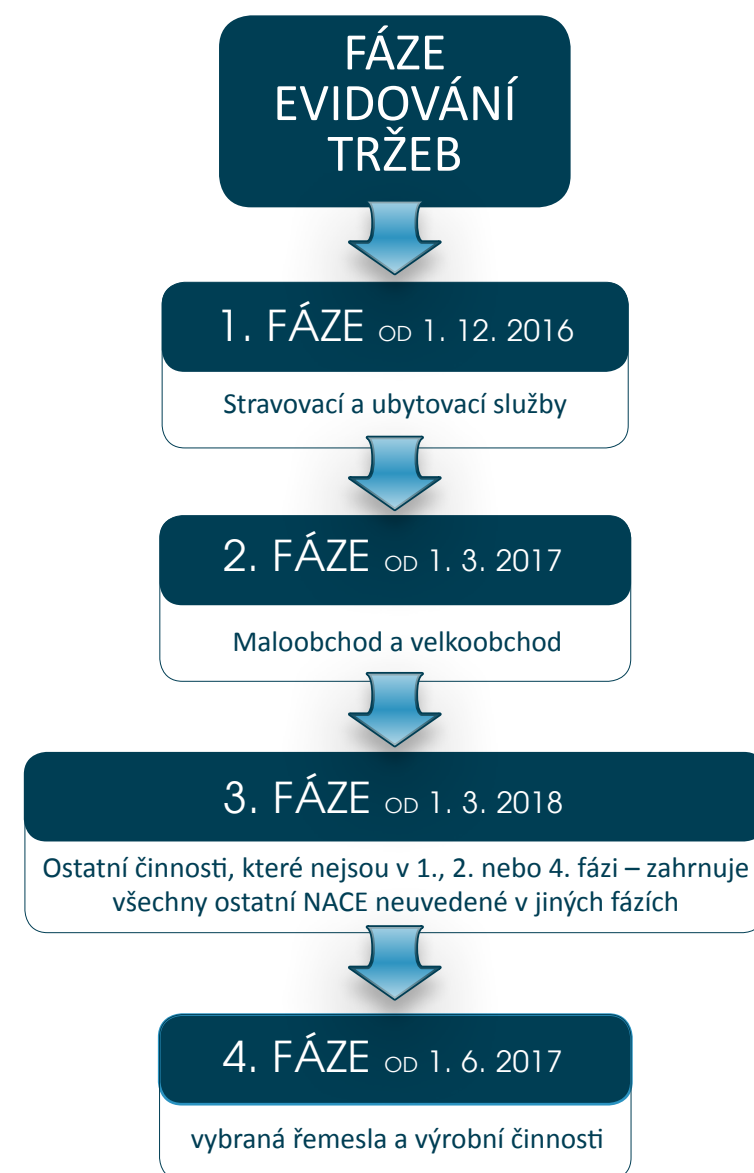 FÁZE
EVIDOVÁNÍ
TRŽEB
1. FÁZE OD 1. 12. 2016
Stravovací a ubytovací služby
2. FÁZE OD 1. 3. 2017
Maloobchod a velkoobchod
3. FÁZE OD 1. 3. 2018
Ostatní činnosti, které nejsou v 1., 2. nebo 4. fázi – zahrnuje
všechny ostatní NACE neuvedené v jiných fázích
4. FÁZE OD 1. 6. 2017
vybraná řemesla a výrobní činnosti